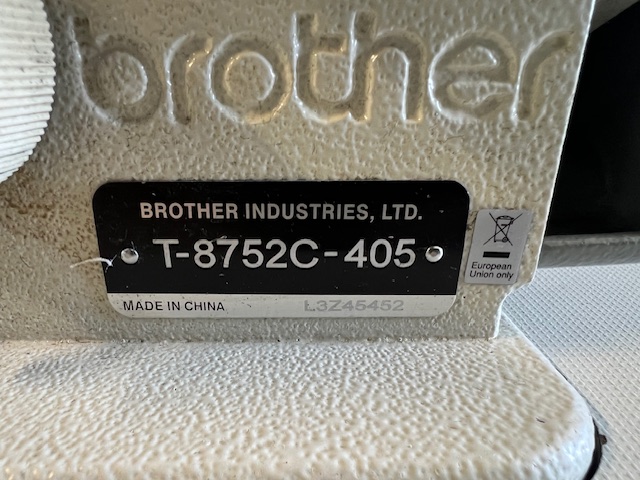 brother
BROTHER INDUSTRIES, LTD.
T-8752C-405
European
Union only
MADE IN CHINA
L3Z45452